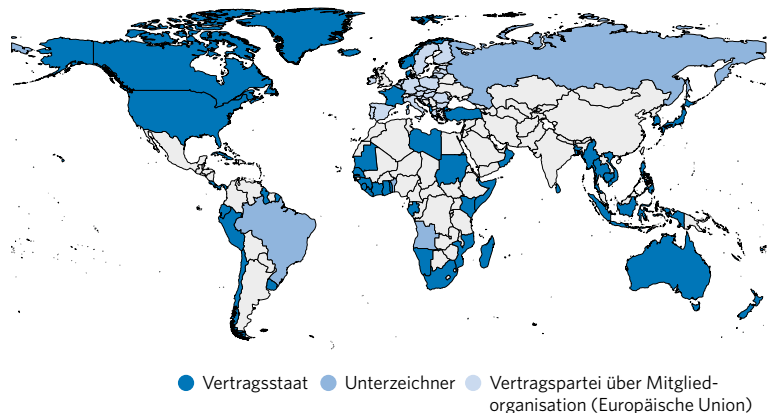 Vertragsstaat Unterzeichner Vertragspartei über Mitglied-
organisation (Europäische Union)